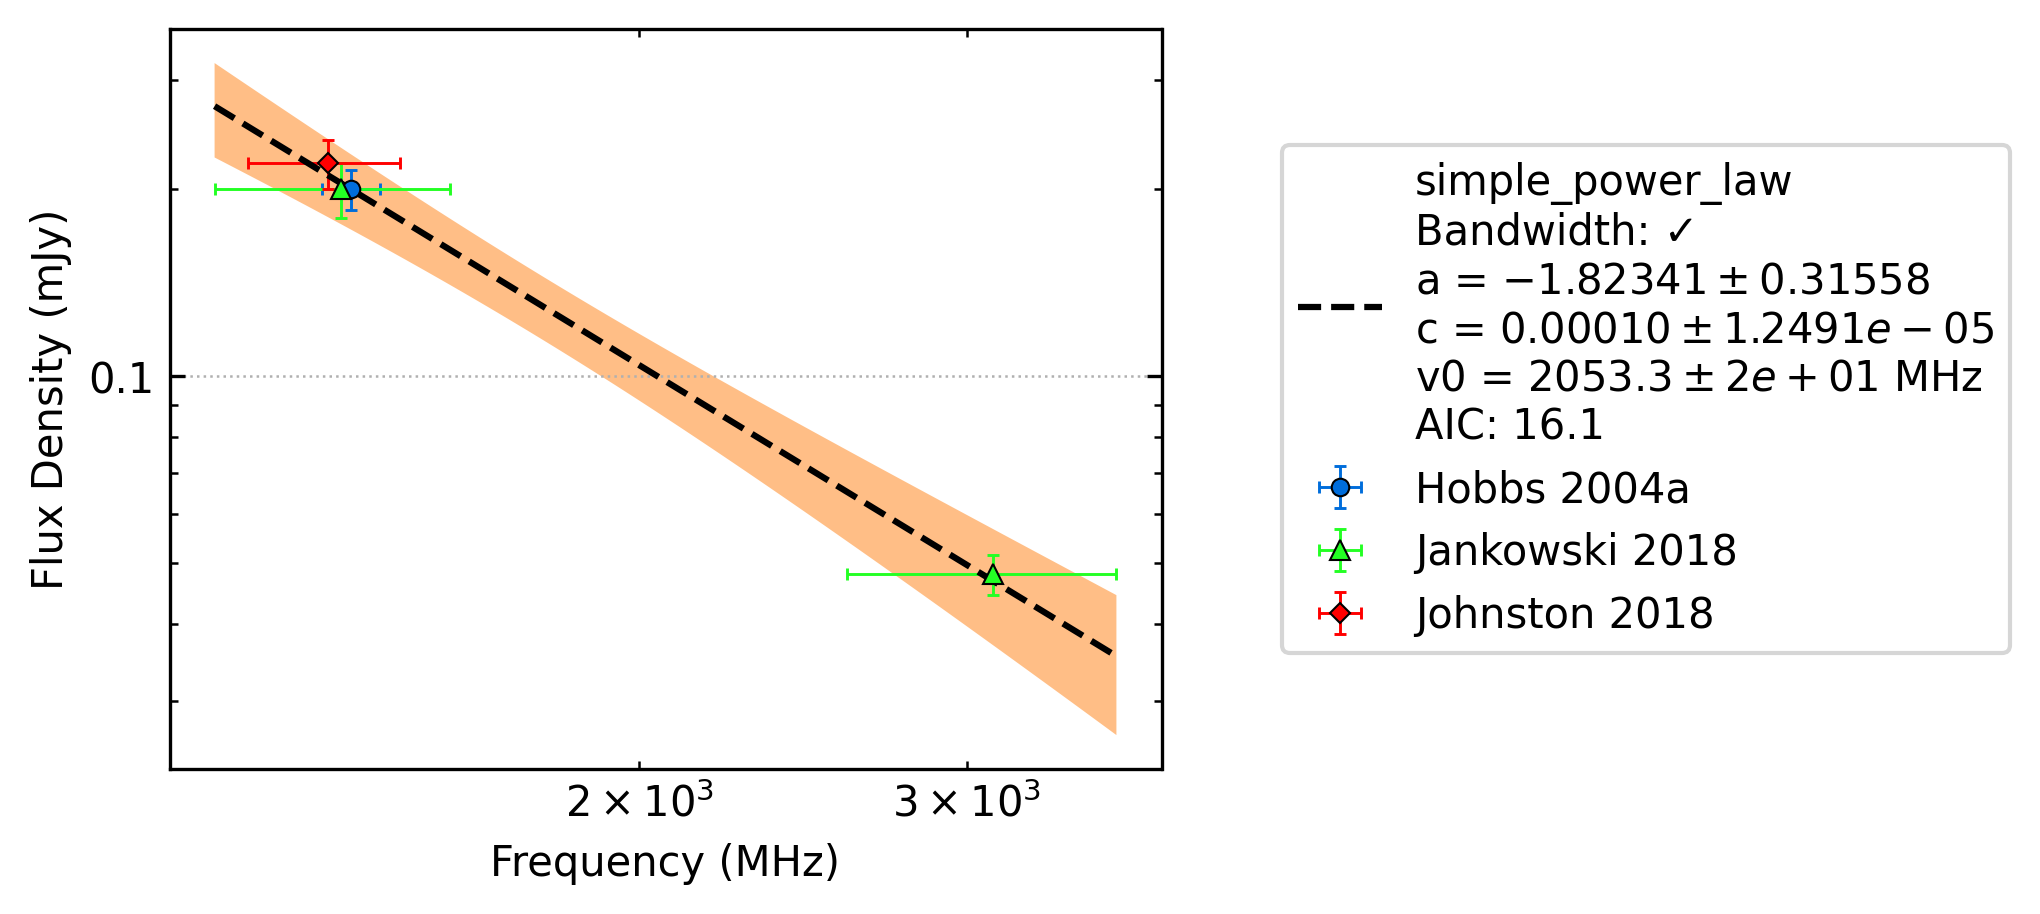 Flux Density (mJy)
0.1
2 × 10³
3 × 10³
Frequency (MHz)
simple_power_law
Bandwidth: ✓
a = −1.82341 ± 0.31558
c = 0.00010 ± 1.2491e − 05
v0 = 2053.3 ± 2e + 01 MHz
AIC: 16.1
Hobbs 2004a
Jankowski 2018
Johnston 2018